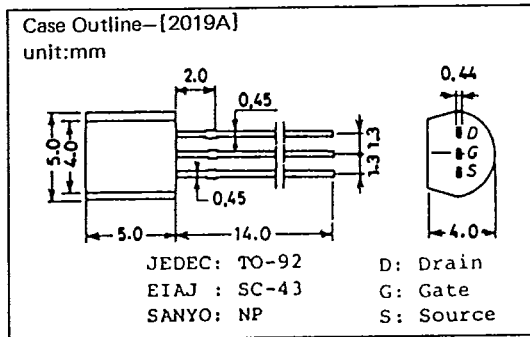 Case Outline—[2019A]
unit:mm
2.0
0,45
0,44
5.0
4.0
1.3
1.3
D
G
S
0,45
5.0
14.0
4.0
JEDEC: TO-92
D: Drain
EIAJ : SC-43
G: Gate
SANYO: NP
S: Source